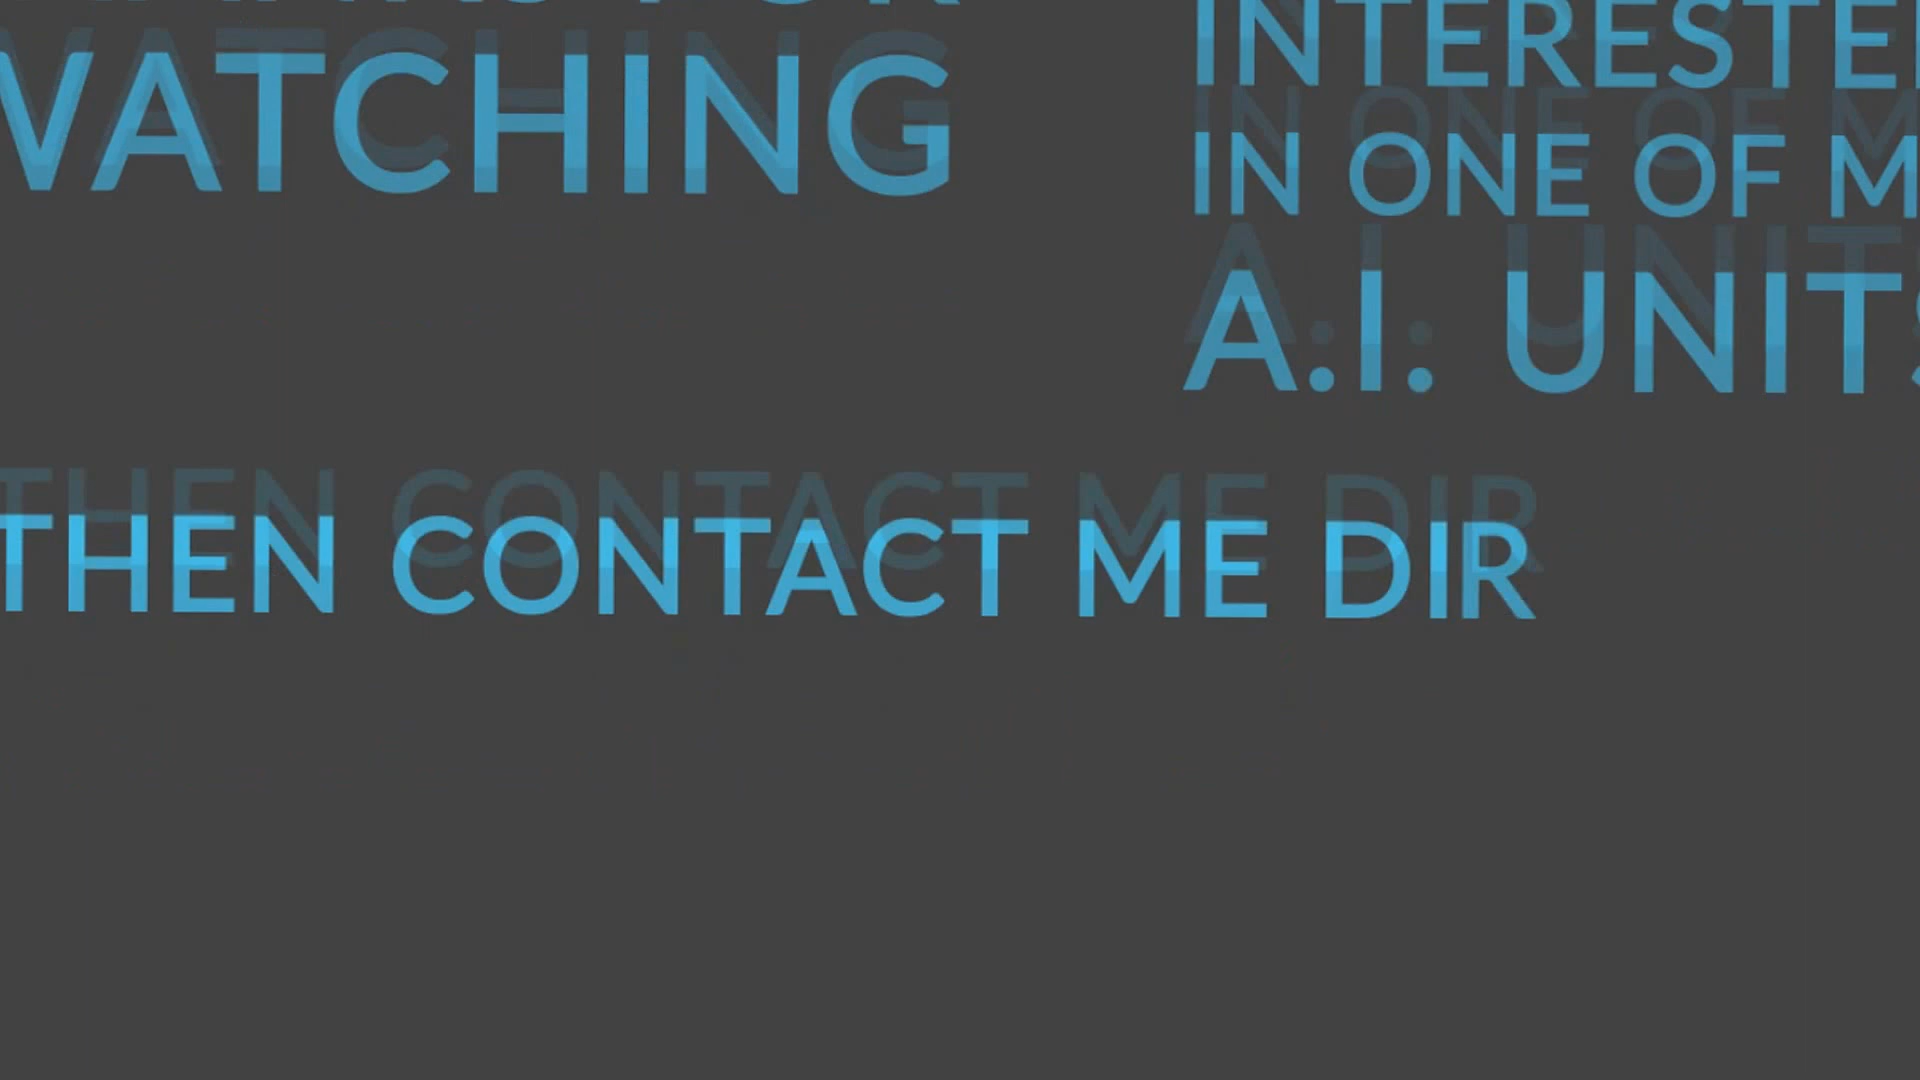 WATCHING
INTERESTE
IN ONE OF M
A.I. UNITS
THEN CONTACT ME DIR